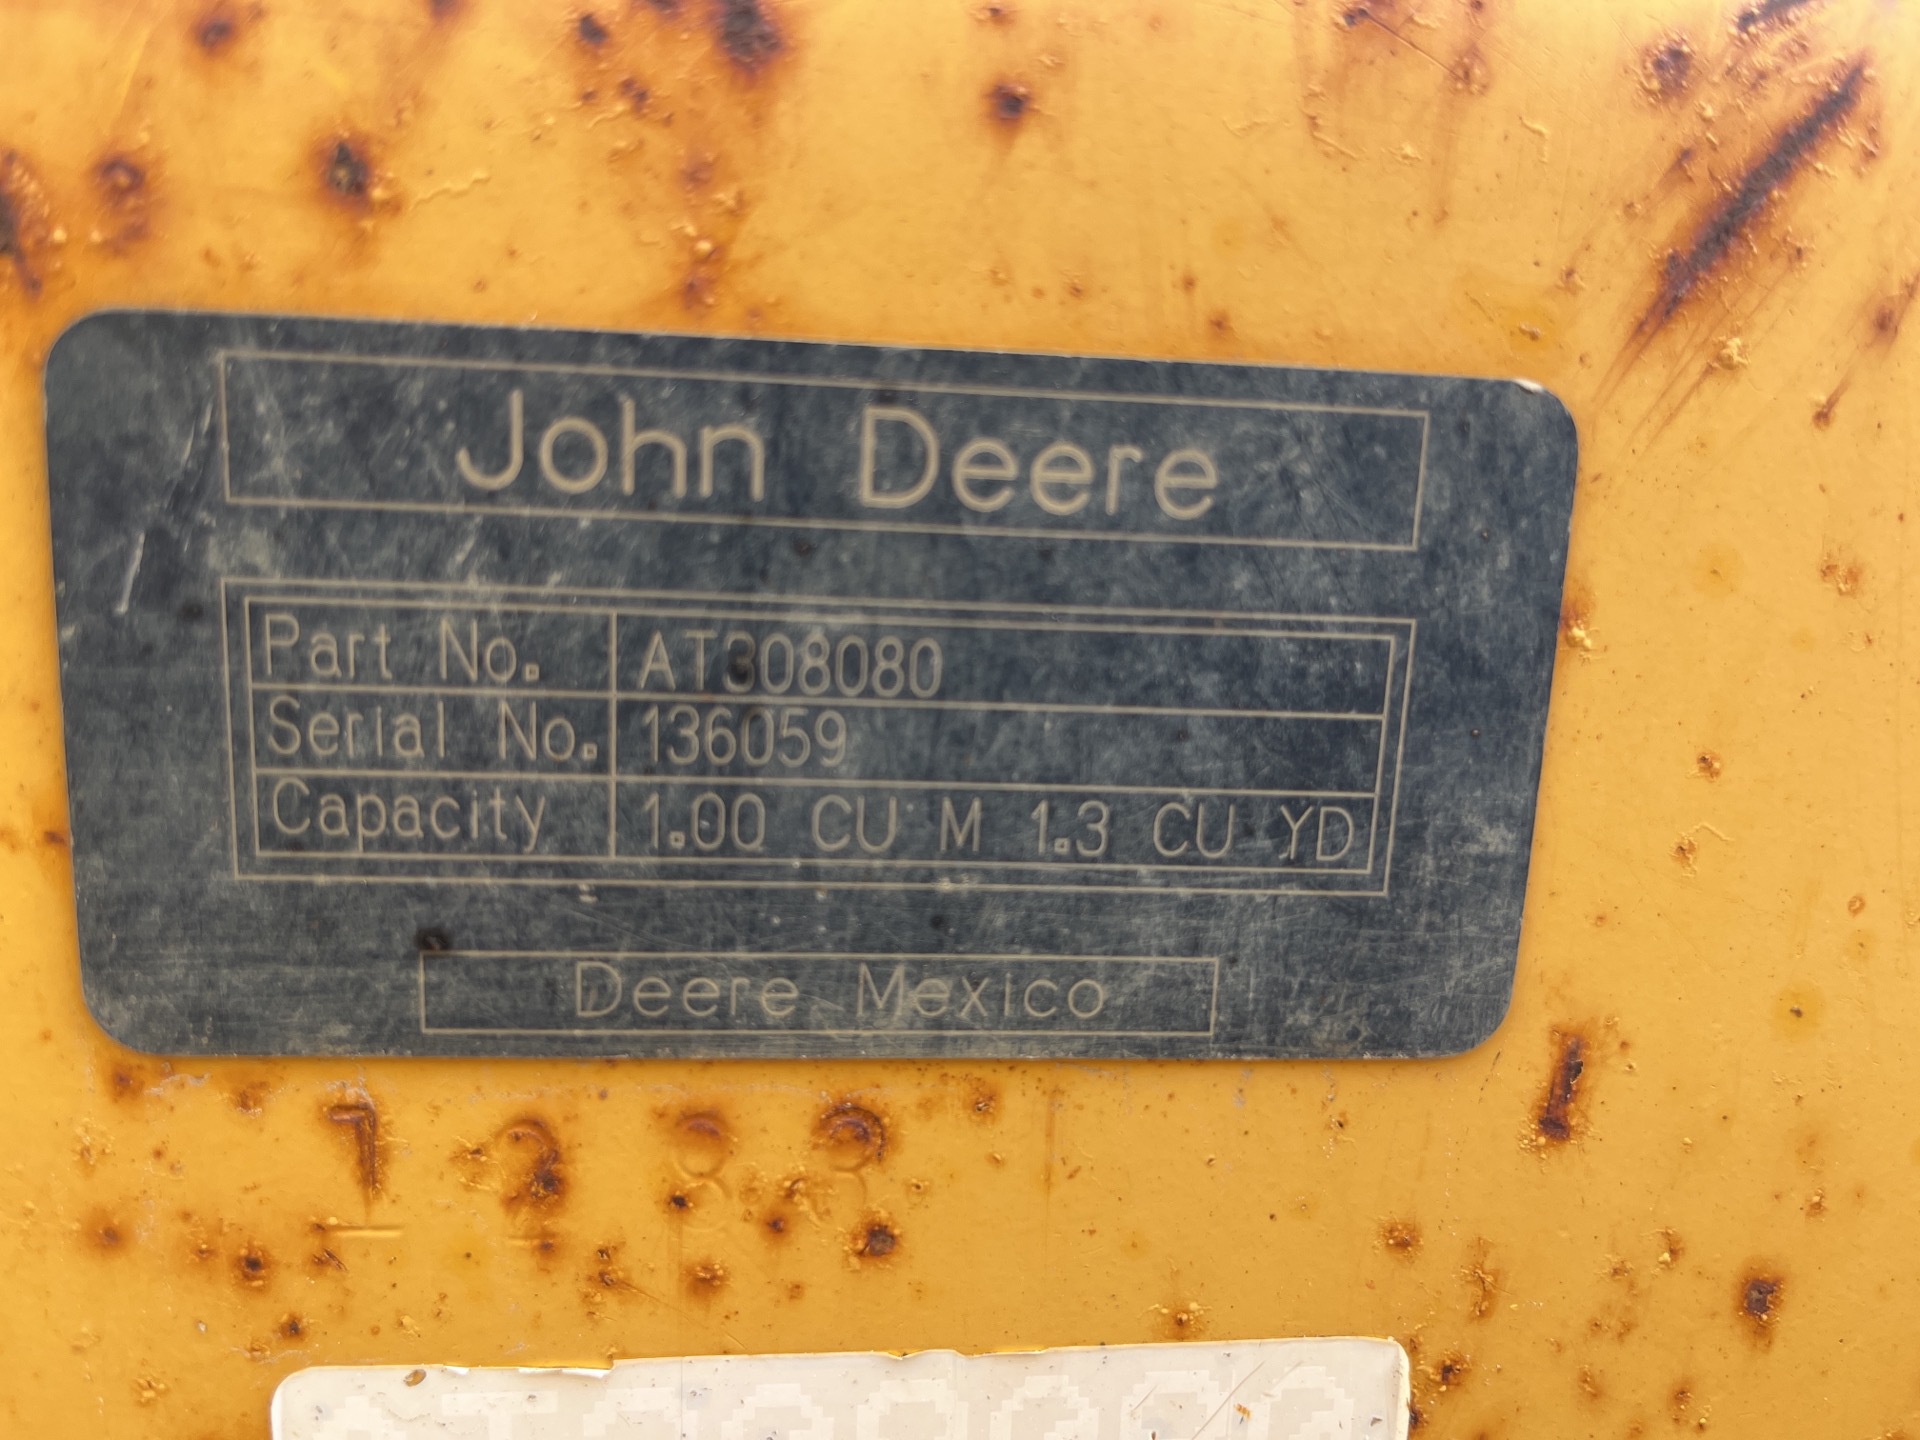 John Deere
Part No. AT308080
Serial No. 136059
Capacity 1.00 CU M 1.3 CU YD
Deere Mexico